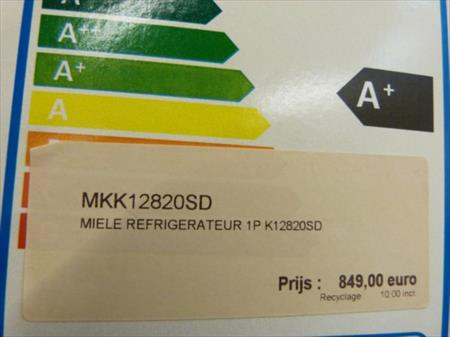 A++
A+
A
A+
MKK12820SD
MIELE REFRIGERATEUR 1P K12820SD
Prijs : 849,00 euro
Recyclage 10.00 incl.